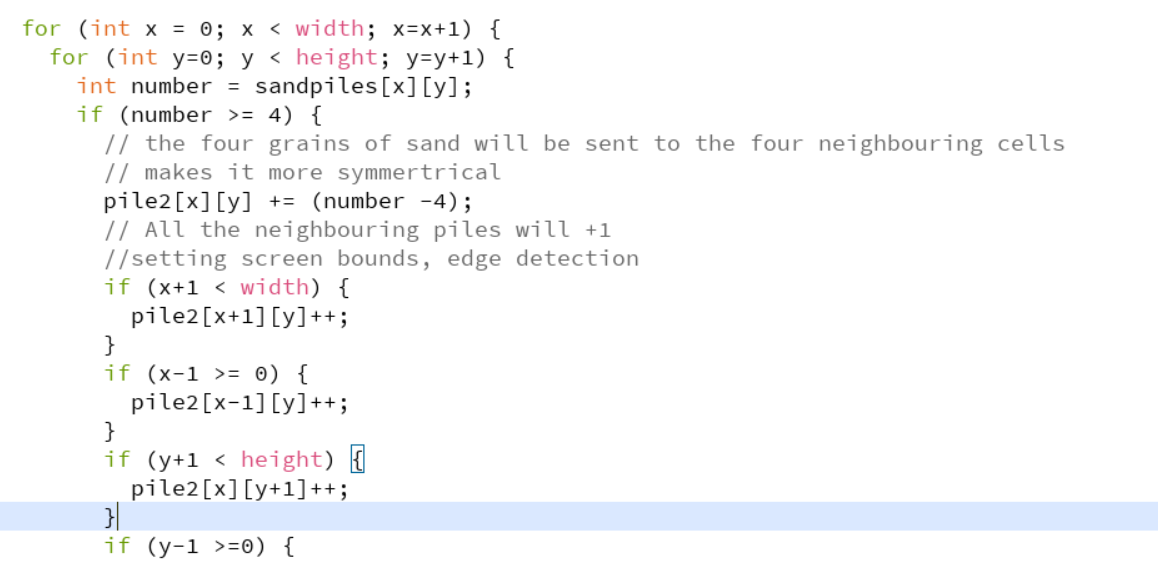 for (int x = 0; x < width; x=x+1) {
for (int y=0; y < height; y=y+1) {
int number = sandpiles[x][y];
if (number >= 4) {
// the four grains of sand will be sent to the four neighbouring cells
// makes it more symmertrical
pile2[x][y] += (number -4);
// All the neighbouring piles will +1
//setting screen bounds, edge detection
if (x+1 < width) {
pile2[x+1][y]++;
}
if (x-1 >= 0) {
pile2[x-1][y]++;
}
if (y+1 < height) {
pile2[x][y+1]++;
}
if (y-1 >=0) {